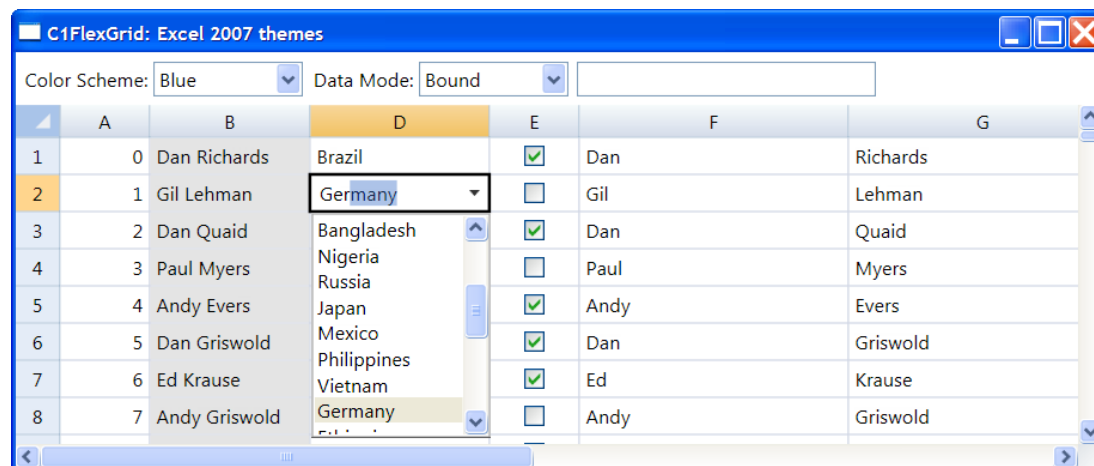 C1FlexGrid: Excel 2007 themes
Color Scheme: Blue Data Mode: Bound
A B D E F G
1 0 Dan Richards Brazil Dan Richards
2 1 Gil Lehman Germany Gil Lehman
3 2 Dan Quaid Bangladesh Dan Quaid
Nigeria
4 3 Paul Myers Paul Myers
Russia
5 4 Andy Evers Japan Andy Evers
6 5 Dan Griswold Mexico Dan Griswold
Philippines
7 6 Ed Krause Vietnam Ed Krause
8 7 Andy Griswold Germany Andy Griswold